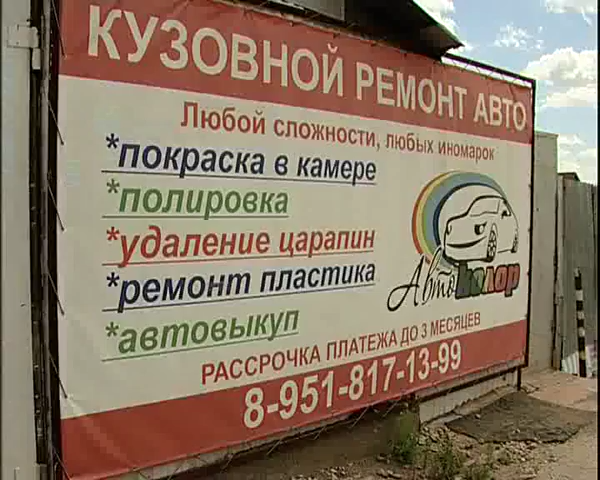 КУЗОВНОЙ РЕМОНТ АВТО
Любой сложности, любых иномарок
*покраска в камере
*полировка
*удаление царапин
*ремонт пластика
*автовыкуп
АвтоКолор
РАССРОЧКА ПЛАТЕЖА ДО 3 МЕСЯЦЕВ
8-951-817-13-99